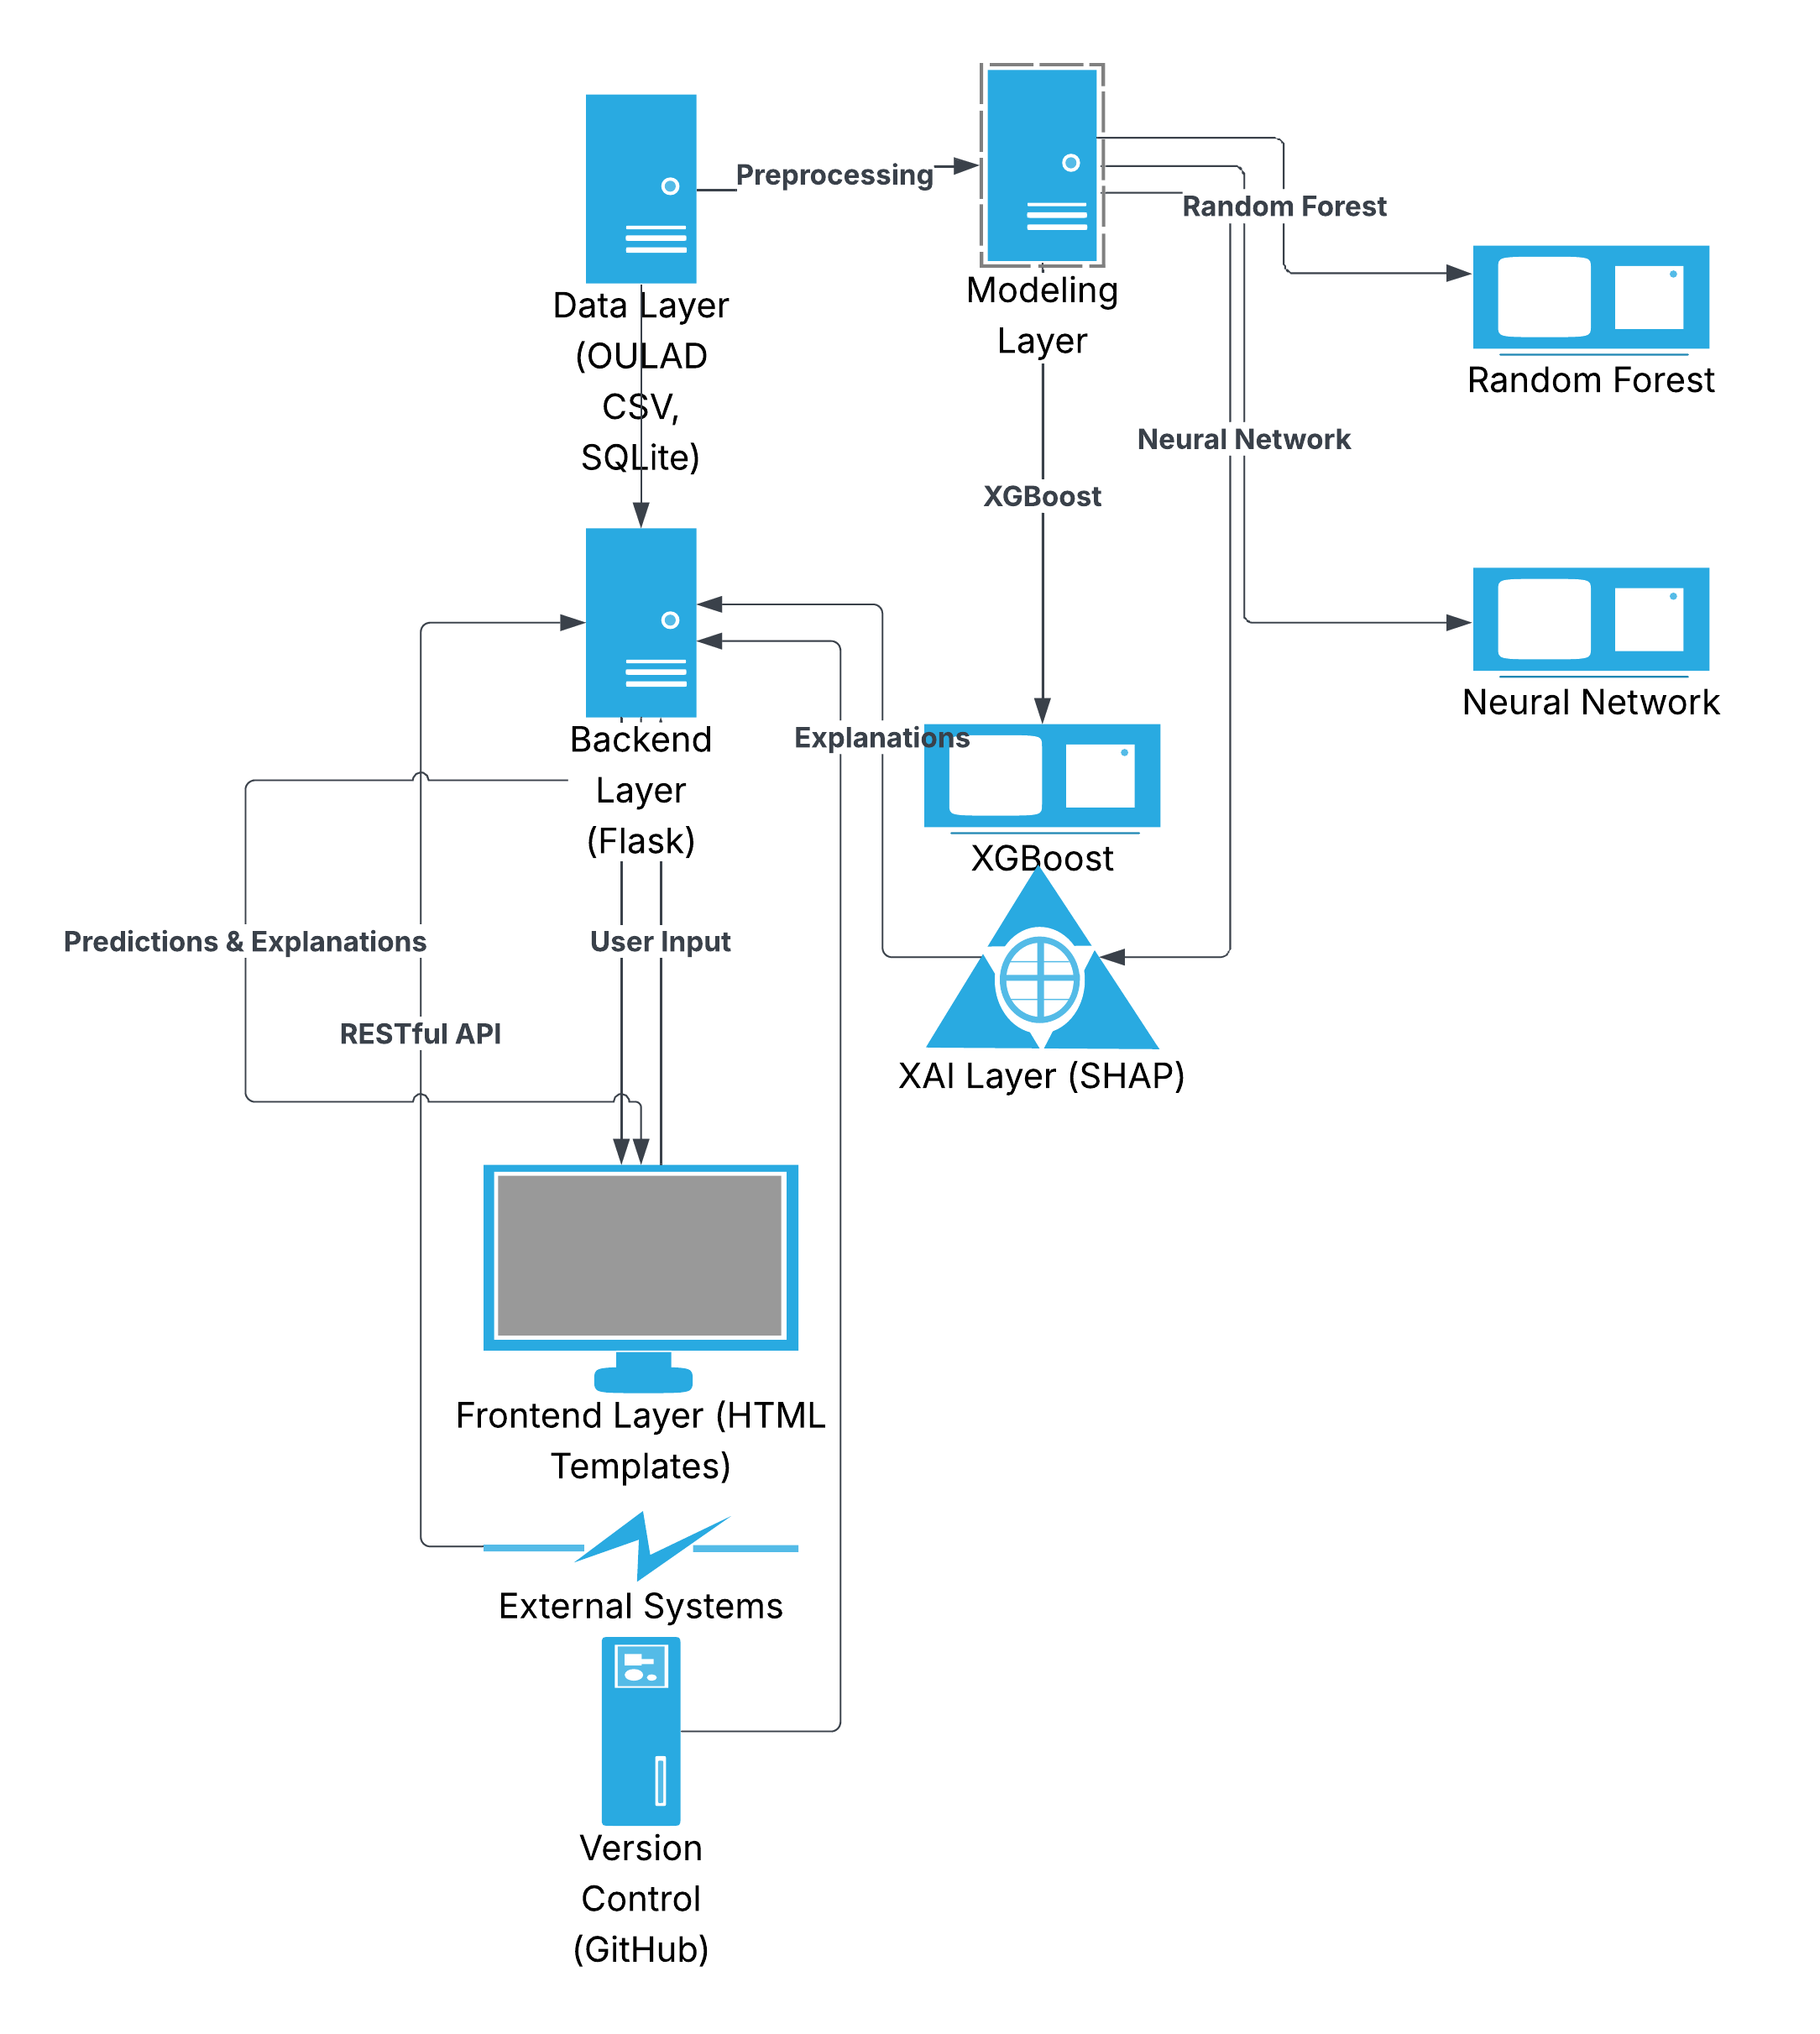 Preprocessing
Random Forest
Data Layer
(OULAD
CSV,
SQLite)
Modeling
Layer
Random Forest
Neural Network
XGBoost
Neural Network
Backend
Layer
(Flask)
Explanations
XGBoost
Predictions & Explanations
User Input
RESTful API
XAI Layer (SHAP)
Frontend Layer (HTML
Templates)
External Systems
Version
Control
(GitHub)